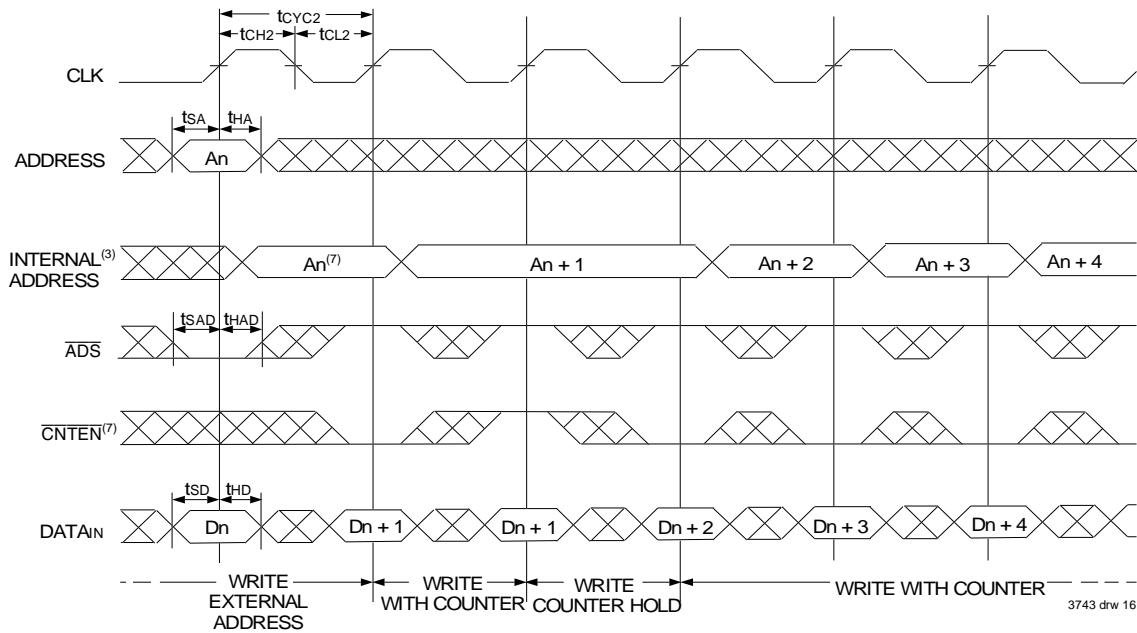 tCYC2
tCH2 tCL2
CLK
tSA tHA
ADDRESS An
INTERNAL(3) ADDRESS An(7) An + 1 An + 2 An + 3 An + 4
tSAD tHAD
ADS
CNTEN(7)
tSD tHD
DATAIN Dn Dn + 1 Dn + 1 Dn + 2 Dn + 3 Dn + 4
WRITE EXTERNAL ADDRESS
WRITE WITH COUNTER
WRITE COUNTER HOLD
WRITE WITH COUNTER
3743 drw 16